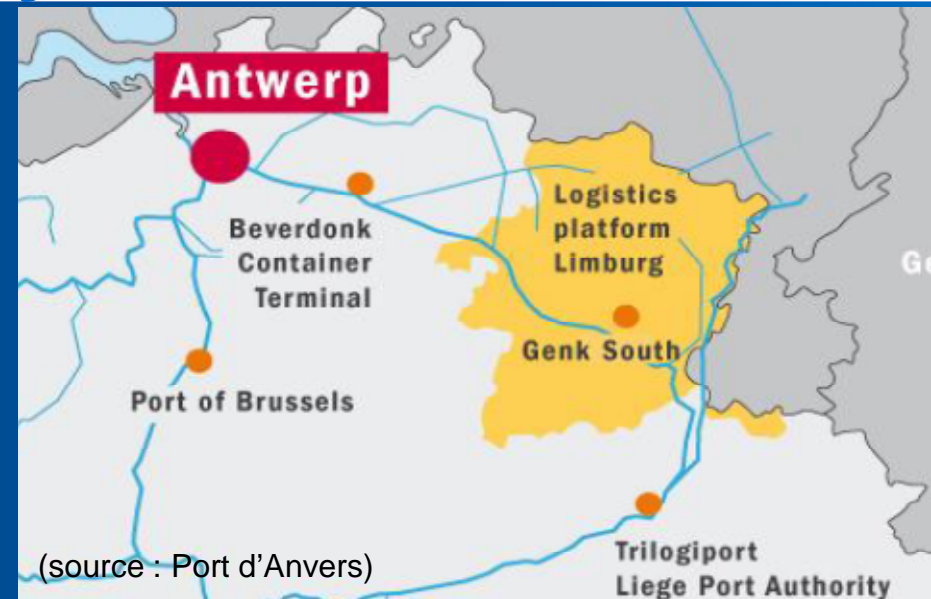 Antwerp
Beverdonk
Container
Terminal
Logistics
platform
Limburg
Genk South
Port of Brussels
(source : Port d'Anvers)
Trilogiport
Liege Port Authority